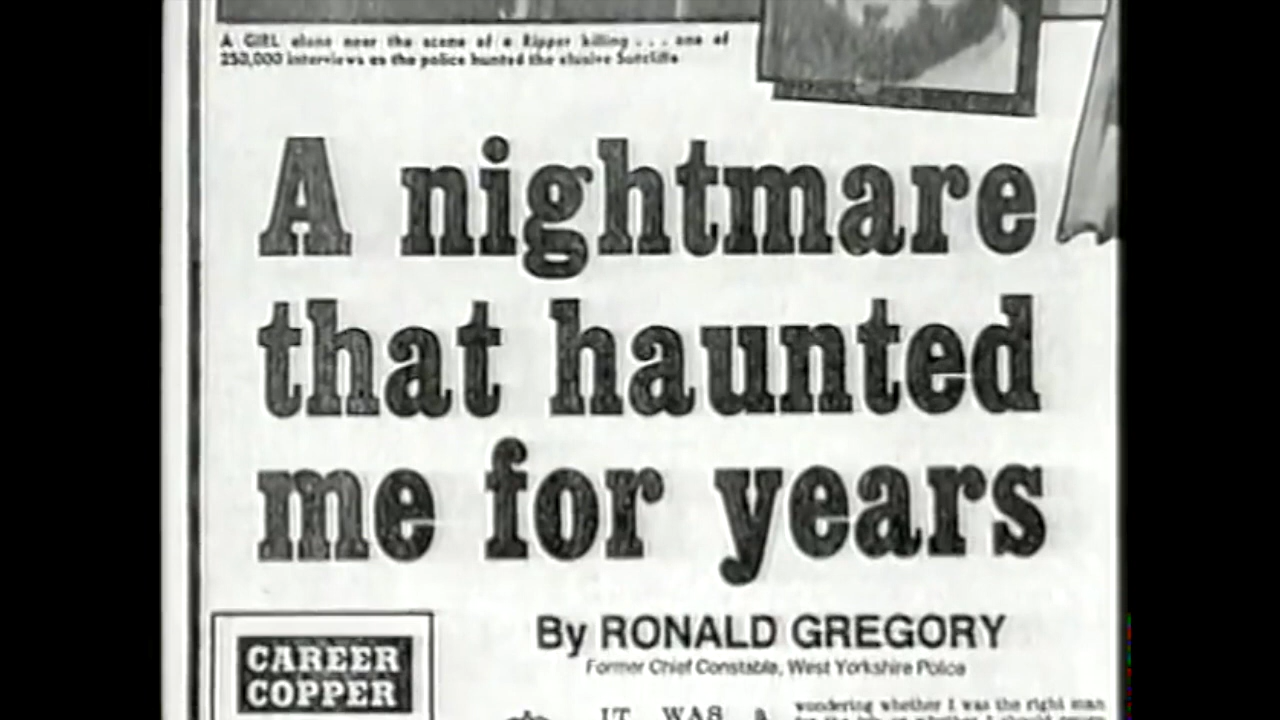 A GIRL alone near the scene of a Ripper killing . . . one of
250,000 interviews as the police hunted the elusive Sutcliffe
A nightmare
that haunted
me for years
By RONALD GREGORY
Former Chief Constable, West Yorkshire Police
CAREER
COPPER
IT WAS a
wondering whether I was the right man